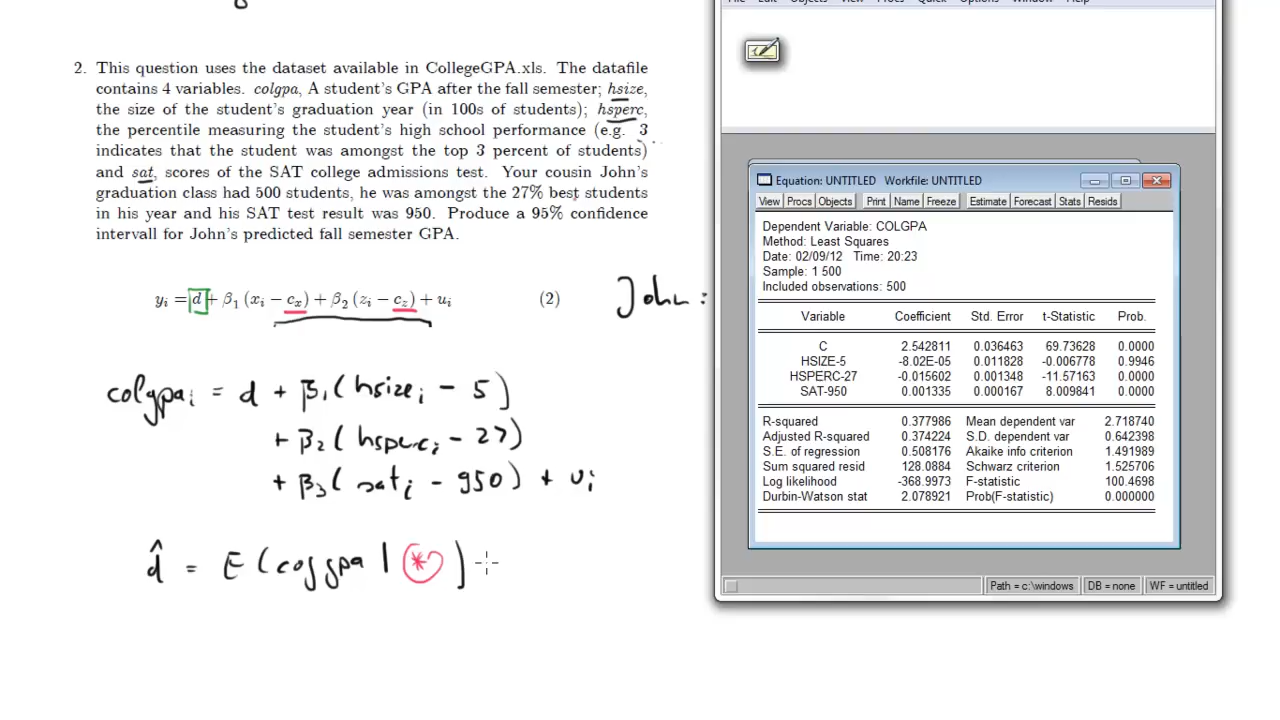 File Edit Objects View Procs Quick Options Window Help
2. This question uses the dataset available in CollegeGPA.xls. The datafile
contains 4 variables. colgpa, A student's GPA after the fall semester; hsize,
the size of the student's graduation year (in 100s of students); hsperc,
the percentile measuring the student's high school performance (e.g. 3
indicates that the student was amongst the top 3 percent of students)
and sat, scores of the SAT college admissions test. Your cousin John's
graduation class had 500 students, he was amongst the 27% best students
in his year and his SAT test result was 950. Produce a 95% confidence
intervall for John's predicted fall semester GPA.
yi = d + β1 (xi − cx) + β2 (zi − cz) + ui (2)
John:
colgpai = d + β1 (hsizei − 5)
+ β2 (hsperci − 27)
+ β3 (sati − 950) + ui
d̂ = E (colgpa | *)
Equation: UNTITLED Workfile: UNTITLED
View Procs Objects Print Name Freeze Estimate Forecast Stats Resids
Dependent Variable: COLGPA
Method: Least Squares
Date: 02/09/12 Time: 20:23
Sample: 1 500
Included observations: 500
Variable Coefficient Std. Error t-Statistic Prob.
C 2.542811 0.036463 69.73628 0.0000
HSIZE-5 -8.02E-05 0.011828 -0.006778 0.9946
HSPERC-27 -0.015602 0.001348 -11.57163 0.0000
SAT-950 0.001335 0.000167 8.009841 0.0000
R-squared 0.377986 Mean dependent var 2.718740
Adjusted R-squared 0.374224 S.D. dependent var 0.642398
S.E. of regression 0.508176 Akaike info criterion 1.491989
Sum squared resid 128.0884 Schwarz criterion 1.525706
Log likelihood -368.9973 F-statistic 100.4698
Durbin-Watson stat 2.078921 Prob(F-statistic) 0.000000
Path = c:\windows DB = none WF = untitled